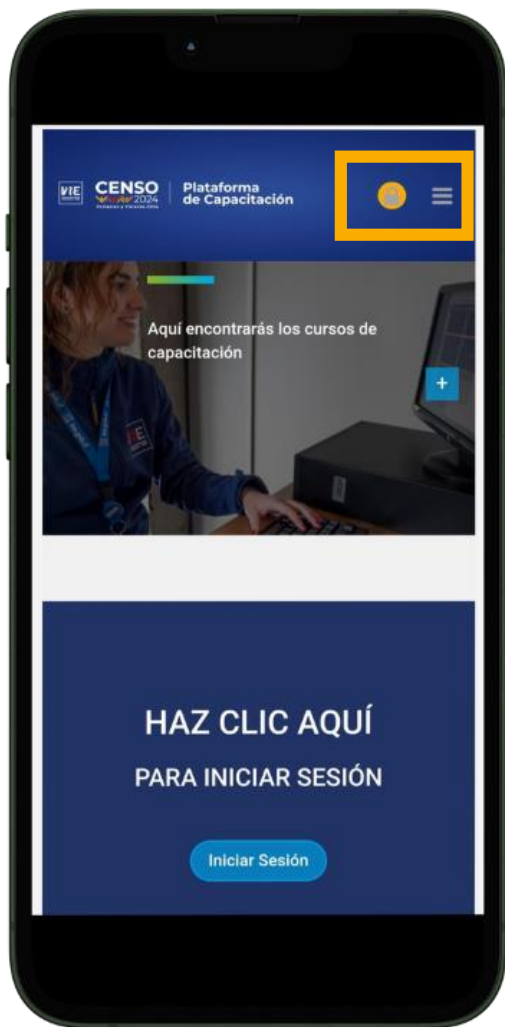 CENSO
2024
Plataforma
de Capacitación
Aquí encontrarás los cursos de
capacitación
+
HAZ CLIC AQUÍ
PARA INICIAR SESIÓN
Iniciar Sesión